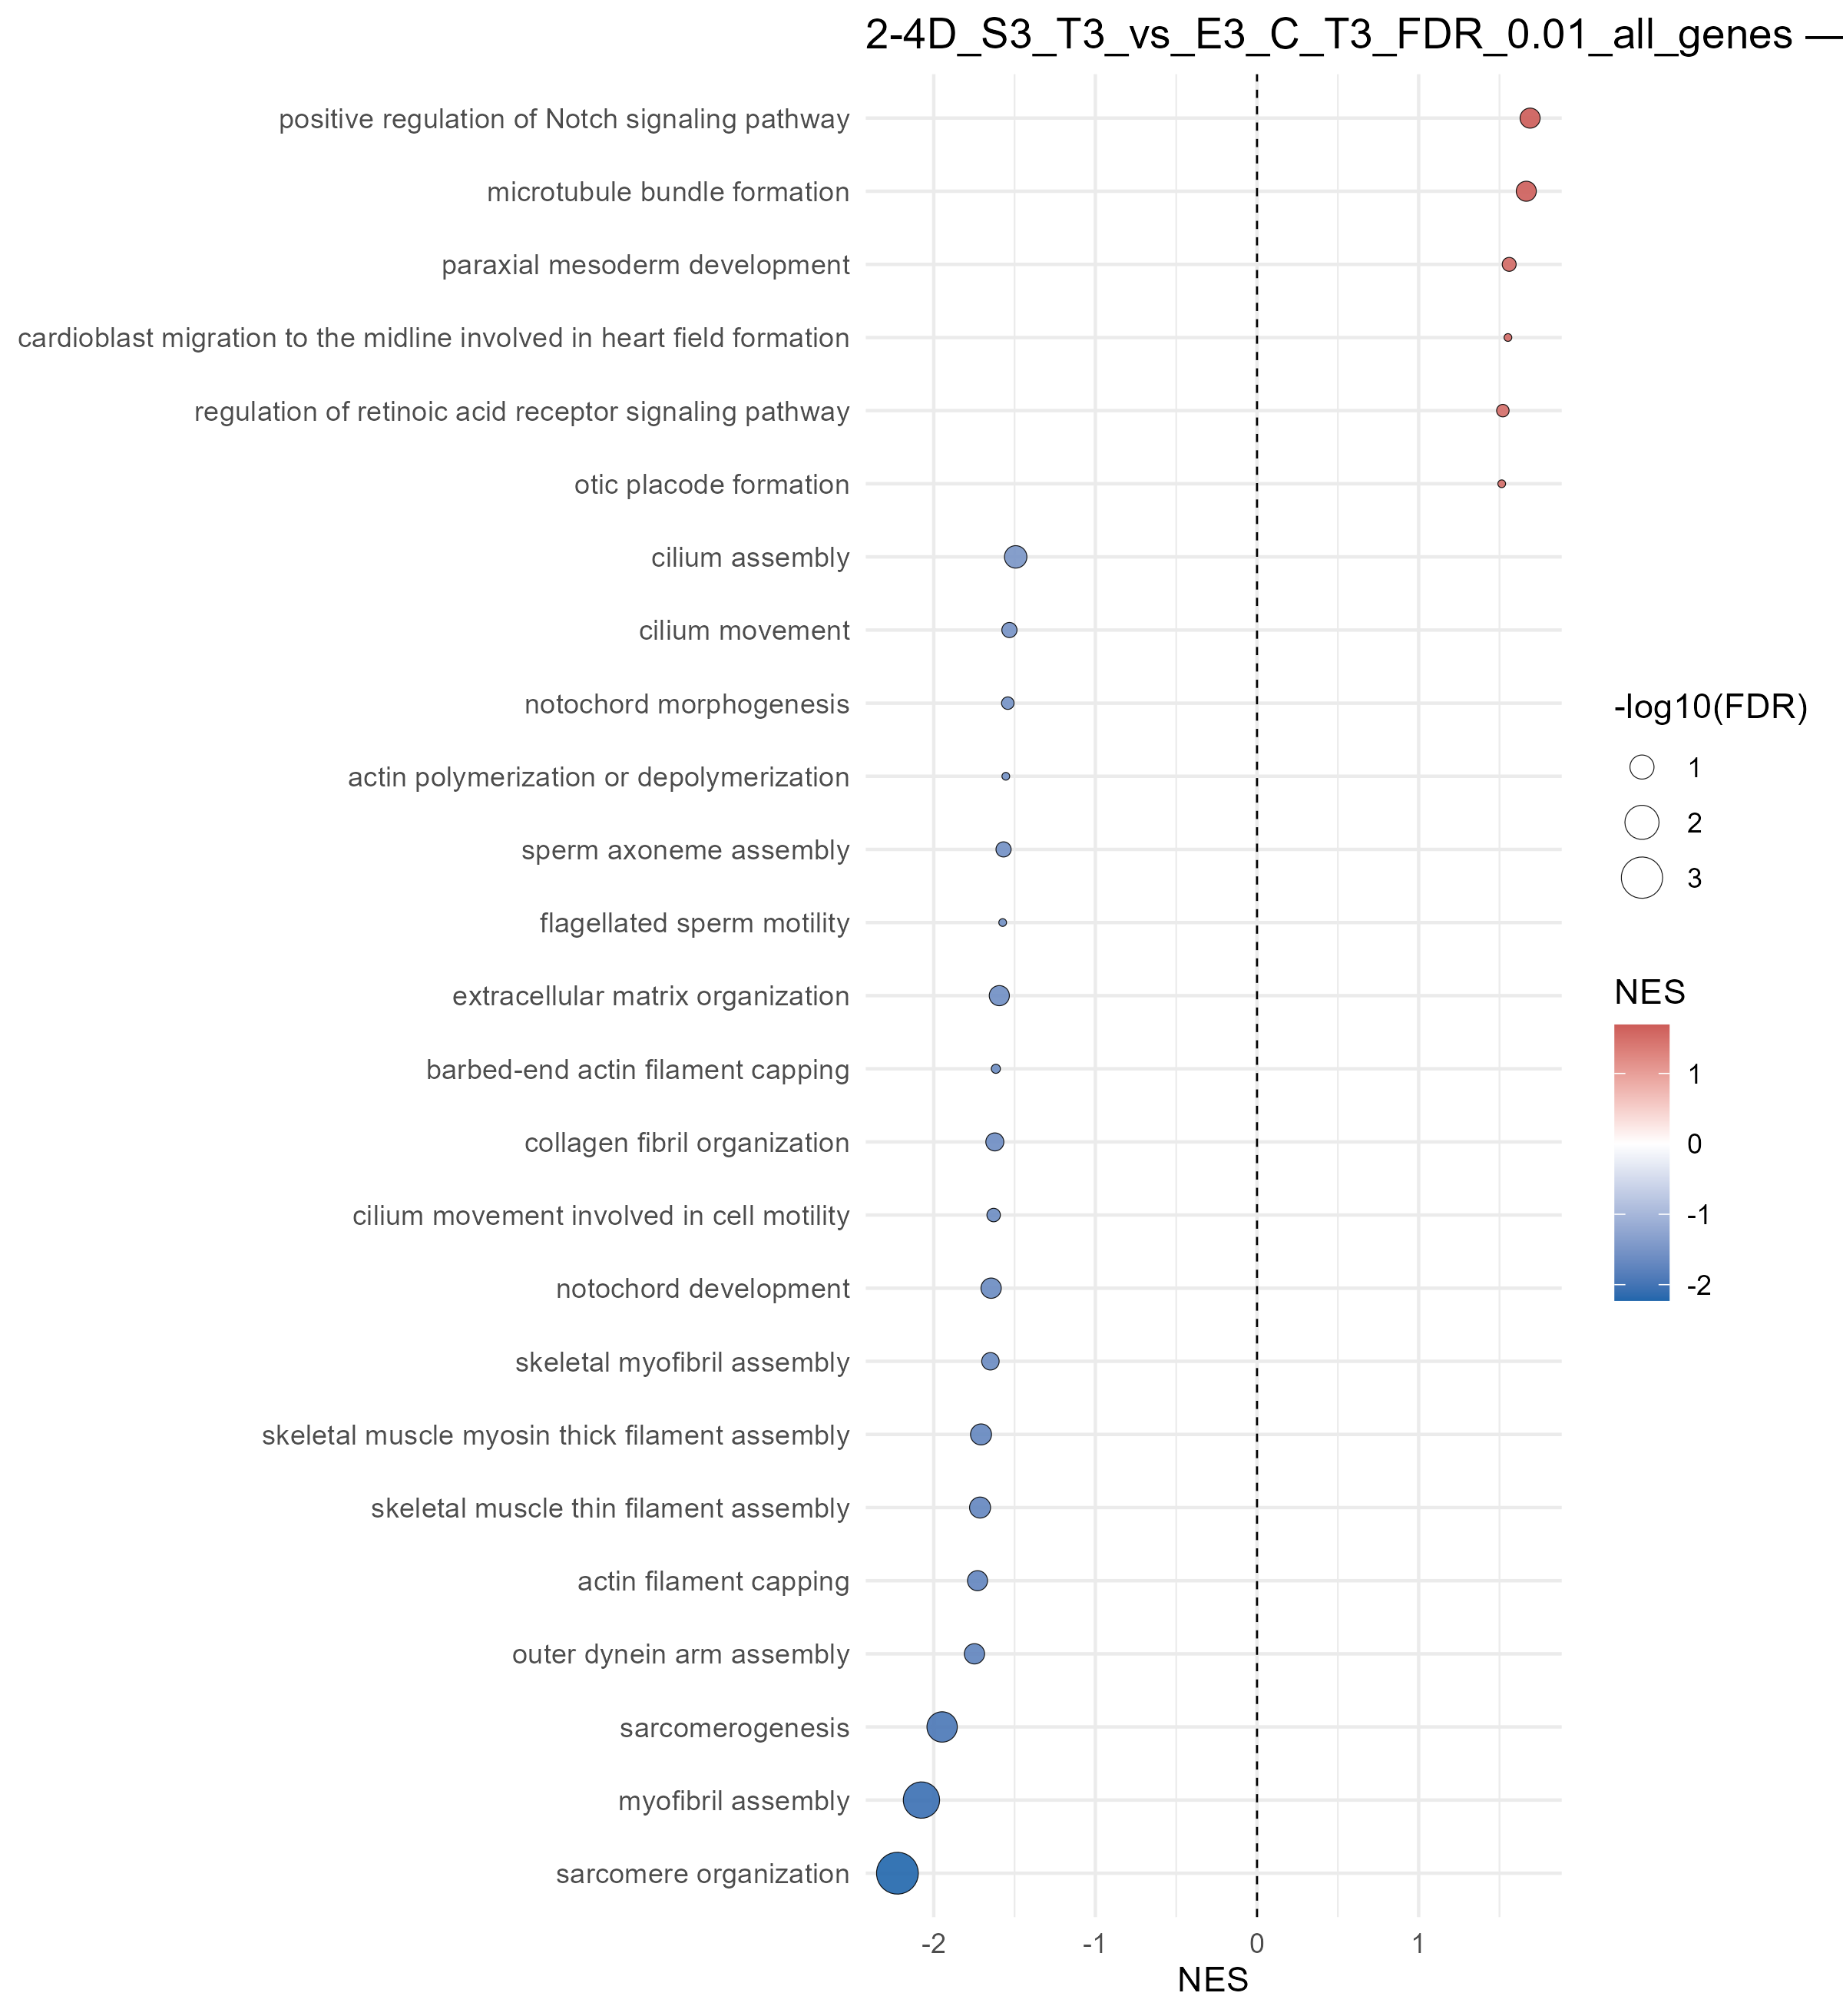 2-4D_S3_T3_vs_E3_C_T3_FDR_0.01_all_genes —
positive regulation of Notch signaling pathway
microtubule bundle formation
paraxial mesoderm development
cardioblast migration to the midline involved in heart field formation
regulation of retinoic acid receptor signaling pathway
otic placode formation
cilium assembly
cilium movement
notochord morphogenesis
actin polymerization or depolymerization
sperm axoneme assembly
flagellated sperm motility
extracellular matrix organization
barbed-end actin filament capping
collagen fibril organization
cilium movement involved in cell motility
notochord development
skeletal myofibril assembly
skeletal muscle myosin thick filament assembly
skeletal muscle thin filament assembly
actin filament capping
outer dynein arm assembly
sarcomerogenesis
myofibril assembly
sarcomere organization
-2 -1 0 1
NES
-log10(FDR)
1
2
3
NES
1
0
-1
-2